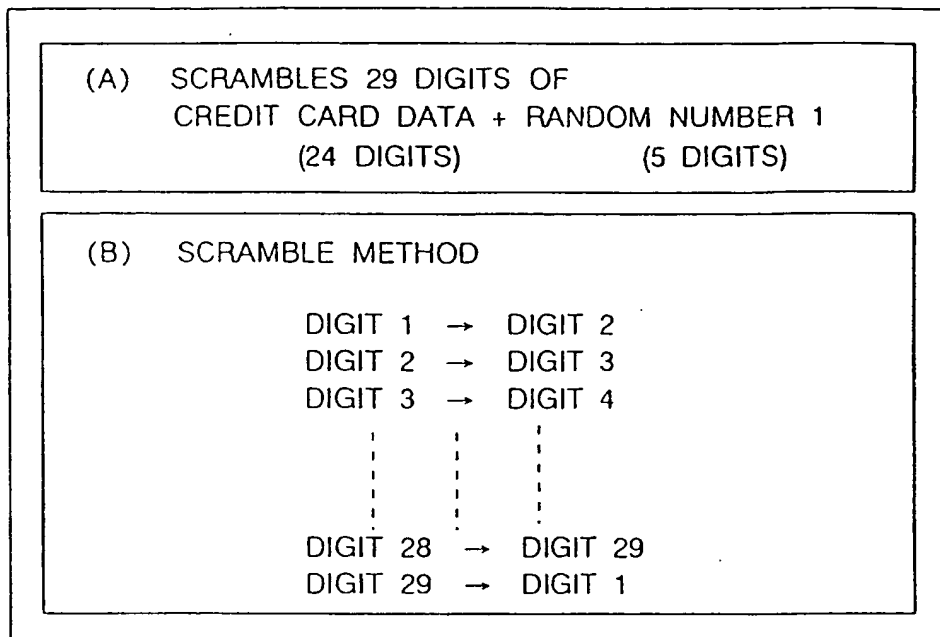 (A) SCRAMBLES 29 DIGITS OF
CREDIT CARD DATA + RANDOM NUMBER 1
(24 DIGITS) (5 DIGITS)
(B) SCRAMBLE METHOD
DIGIT 1 → DIGIT 2
DIGIT 2 → DIGIT 3
DIGIT 3 → DIGIT 4
DIGIT 28 → DIGIT 29
DIGIT 29 → DIGIT 1